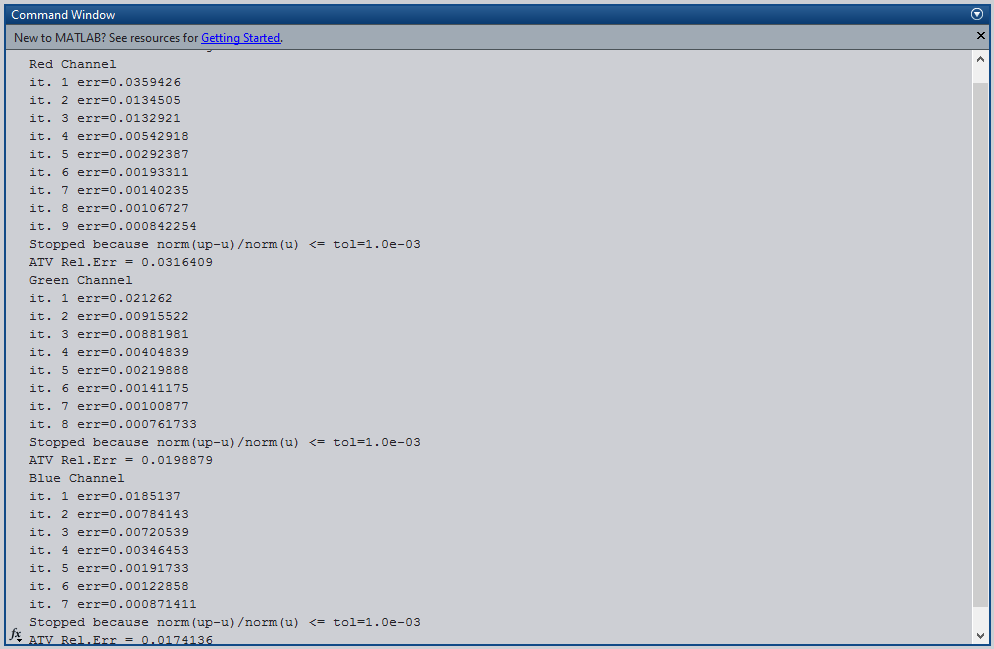 Command Window
New to MATLAB? See resources for Getting Started.
Red Channel
it. 1 err=0.0359426
it. 2 err=0.0134505
it. 3 err=0.0132921
it. 4 err=0.00542918
it. 5 err=0.00292387
it. 6 err=0.00193311
it. 7 err=0.00140235
it. 8 err=0.00106727
it. 9 err=0.000842254
Stopped because norm(up-u)/norm(u) <= tol=1.0e-03
ATV Rel.Err = 0.0316409
Green Channel
it. 1 err=0.021262
it. 2 err=0.00915522
it. 3 err=0.00881981
it. 4 err=0.00404839
it. 5 err=0.00219888
it. 6 err=0.00141175
it. 7 err=0.00100877
it. 8 err=0.000761733
Stopped because norm(up-u)/norm(u) <= tol=1.0e-03
ATV Rel.Err = 0.0198879
Blue Channel
it. 1 err=0.0185137
it. 2 err=0.00784143
it. 3 err=0.00720539
it. 4 err=0.00346453
it. 5 err=0.00191733
it. 6 err=0.00122858
it. 7 err=0.000871411
Stopped because norm(up-u)/norm(u) <= tol=1.0e-03
fx
ATV Rel.Err = 0.0174136